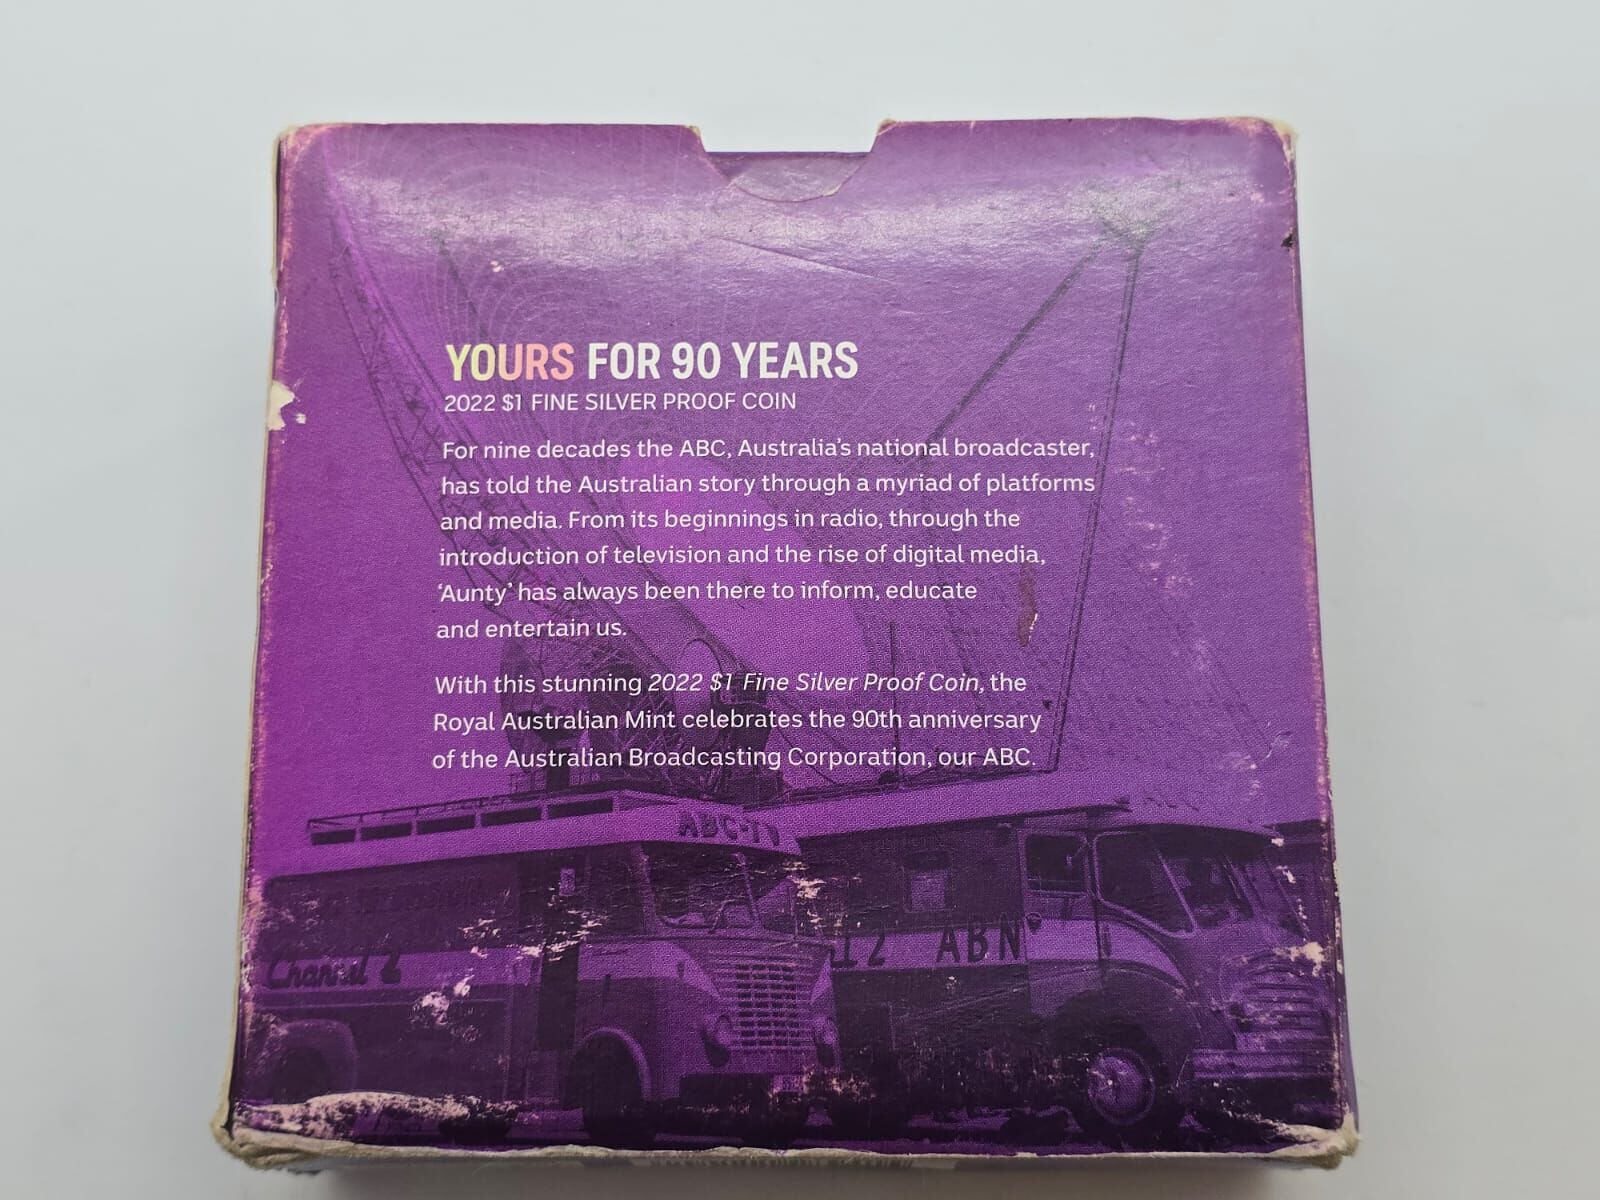 YOURS FOR 90 YEARS
2022 $1 FINE SILVER PROOF COIN
For nine decades the ABC, Australia's national broadcaster,
has told the Australian story through a myriad of platforms
and media. From its beginnings in radio, through the
introduction of television and the rise of digital media,
‘Aunty’ has always been there to inform, educate
and entertain us.
With this stunning 2022 $1 Fine Silver Proof Coin, the
Royal Australian Mint celebrates the 90th anniversary
of the Australian Broadcasting Corporation, our ABC.
ABC-TV
Channel 2
2 ABN